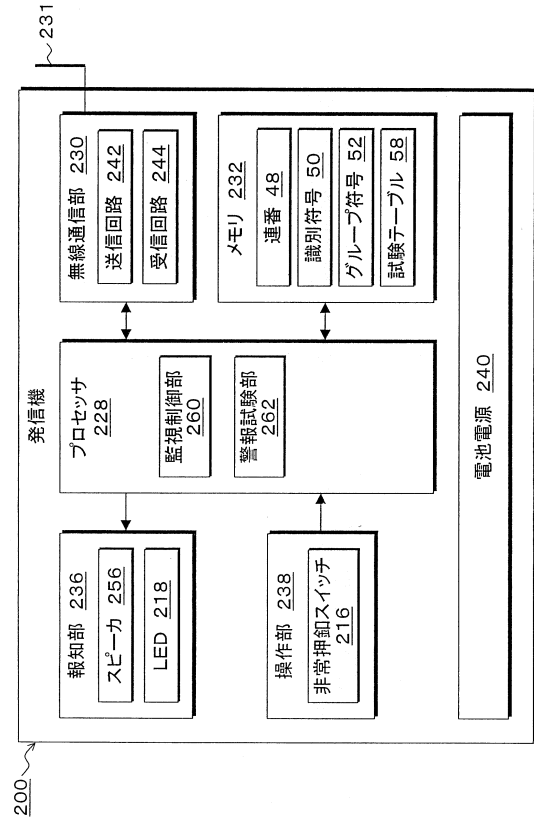 200
発信機
報知部 236
スピーカ 256
LED 218
操作部 238
非常押釦スイッチ
216
プロセッサ
228
監視制御部
260
警報試験部
262
無線通信部 230
送信回路 242
受信回路 244
231
メモリ 232
連番 48
識別符号 50
グループ符号 52
試験テーブル 58
電池電源 240